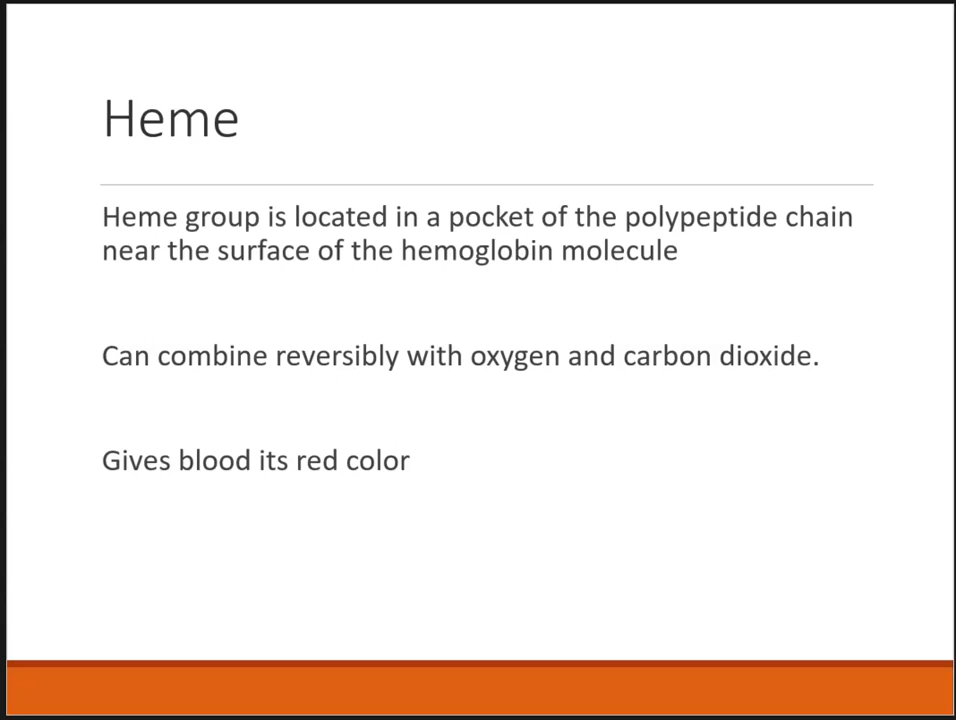 Heme
Heme group is located in a pocket of the polypeptide chain
near the surface of the hemoglobin molecule
Can combine reversibly with oxygen and carbon dioxide.
Gives blood its red color